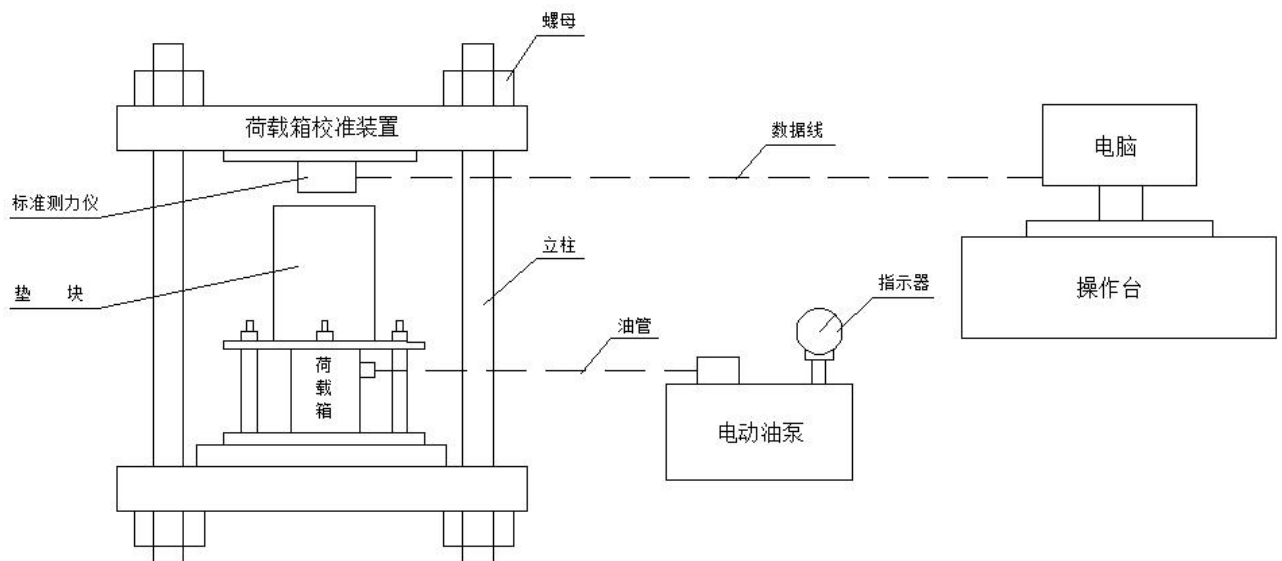 螺母
荷载箱校准装置
数据线
电脑
标准测力仪
立柱
指示器
操作台
垫 块
油管
荷载箱
电动油泵